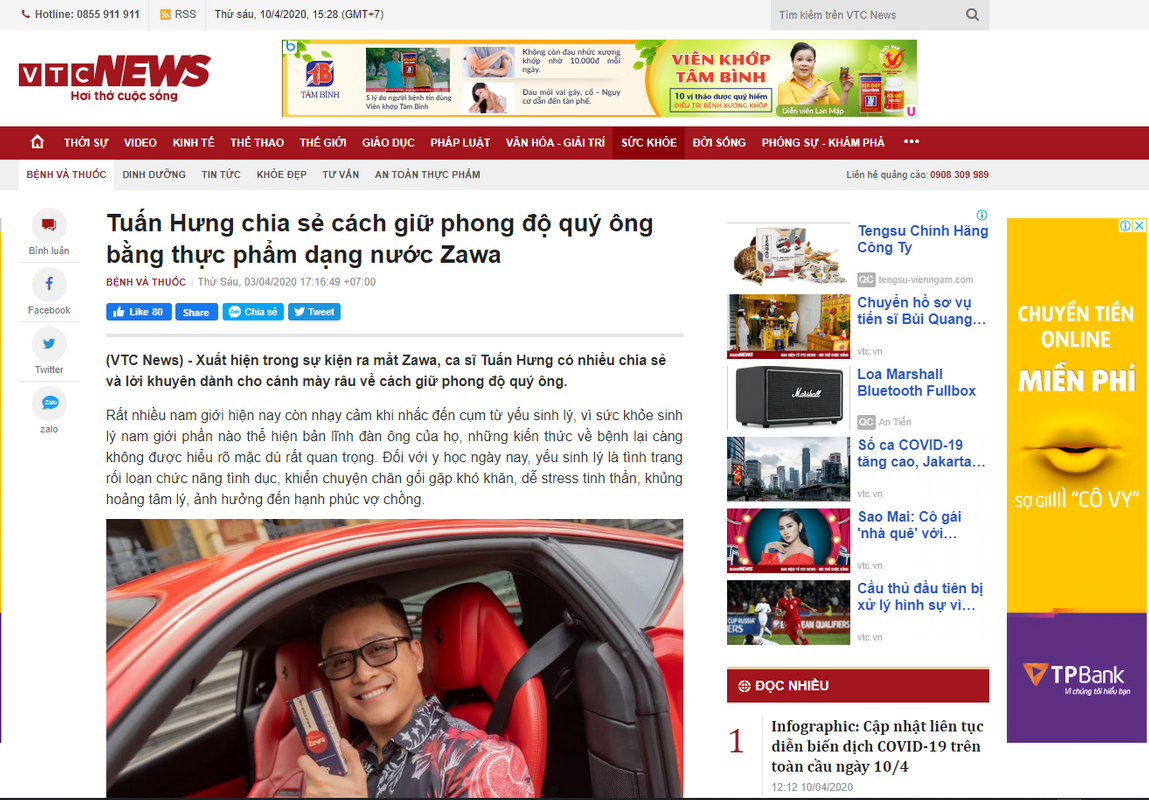 Hotline: 0855 911 911
RSS
Thứ sáu, 10/4/2020, 15:28 (GMT+7)
Tìm kiếm trên VTC News
VTC NEWS
Hơi thở cuộc sống
TÂM BÌNH
5 lý do người bệnh tin dùng
Viên khớp Tâm Bình
Không còn đau nhức xương
khớp nhờ 10.000đ mỗi
ngày.
Đau mỏi vai gáy, cổ - Nguy
cơ dẫn đến tàn phế.
VIÊN KHỚP
TÂM BÌNH
10 vị thảo dược quý hiếm
ĐIỀU TRỊ BỆNH XƯƠNG KHỚP
Diễn viên Lan Mập
THỜI SỰ
VIDEO
KINH TẾ
THỂ THAO
THẾ GIỚI
GIÁO DỤC
PHÁP LUẬT
VĂN HÓA - GIẢI TRÍ
SỨC KHỎE
ĐỜI SỐNG
PHÓNG SỰ - KHÁM PHÁ
BỆNH VÀ THUỐC
DINH DƯỠNG
TIN TỨC
KHỎE ĐẸP
TƯ VẤN
AN TOÀN THỰC PHẨM
Liên hệ quảng cáo: 0908 309 989
Bình luận
Facebook
Twitter
Zalo
zalo
Tuấn Hưng chia sẻ cách giữ phong độ quý ông
bằng thực phẩm dạng nước Zawa
BỆNH VÀ THUỐC
Thứ Sáu, 03/04/2020 17:16:49 +07:00
Like 80
Share
Chia sẻ
Tweet
(VTC News) - Xuất hiện trong sự kiện ra mắt Zawa, ca sĩ Tuấn Hưng có nhiều chia sẻ
và lời khuyên dành cho cánh mày râu về cách giữ phong độ quý ông.
Rất nhiều nam giới hiện nay còn nhạy cảm khi nhắc đến cụm từ yếu sinh lý, vì sức khỏe sinh
lý nam giới phần nào thể hiện bản lĩnh đàn ông của họ, những kiến thức về bệnh lại càng
không được hiểu rõ mặc dù rất quan trọng. Đối với y học ngày nay, yếu sinh lý là tình trạng
rối loạn chức năng tình dục, khiến chuyện chăn gối gặp khó khăn, dễ stress tinh thần, khủng
hoảng tâm lý, ảnh hưởng đến hạnh phúc vợ chồng.
Zawa
Tengsu Chính Hãng
Công Ty
QC tengsu-vienngam.com
Chuyển hồ sơ vụ
tiến sĩ Bùi Quang…
vtc.vn
Marshall
Loa Marshall
Bluetooth Fullbox
QC An Tiến
Số ca COVID-19
tăng cao, Jakarta…
vtc.vn
Sao Mai: Cô gái
'nhà quê' với…
vtc.vn
Cầu thủ đầu tiên bị
xử lý hình sự vì…
vtc.vn
ĐỌC NHIỀU
1
Infographic: Cập nhật liên tục
diễn biến dịch COVID-19 trên
toàn cầu ngày 10/4
12:12 10/04/2020
CHUYỂN TIỀN
ONLINE
MIỄN PHÍ
SỢ GIIIIÌ “CÔ VY”
TPBank
Vì chúng tôi hiểu bạn